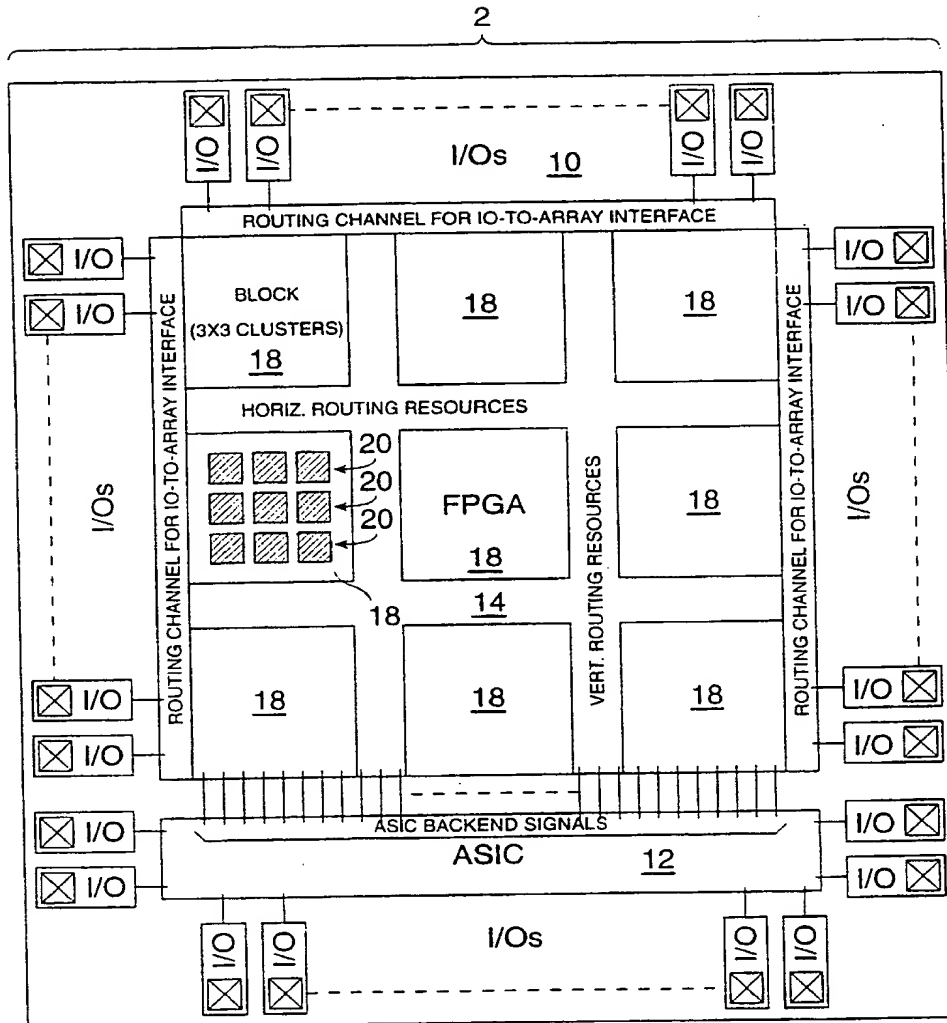 2
I/O I/O I/O I/O
I/Os 10
ROUTING CHANNEL FOR IO-TO-ARRAY INTERFACE
I/O
I/O
I/Os
I/O
I/O
ROUTING CHANNEL FOR IO-TO-ARRAY INTERFACE
BLOCK
(3X3 CLUSTERS)
18
18
18
HORIZ. ROUTING RESOURCES
20
20
20
18
FPGA
18
14
VERT. ROUTING RESOURCES
18
18
18
18
ROUTING CHANNEL FOR IO-TO-ARRAY INTERFACE
I/O
I/O
I/Os
I/O
I/O
ASIC BACKEND SIGNALS
ASIC 12
I/O
I/O
I/O
I/O
I/O I/O I/O I/O
I/Os